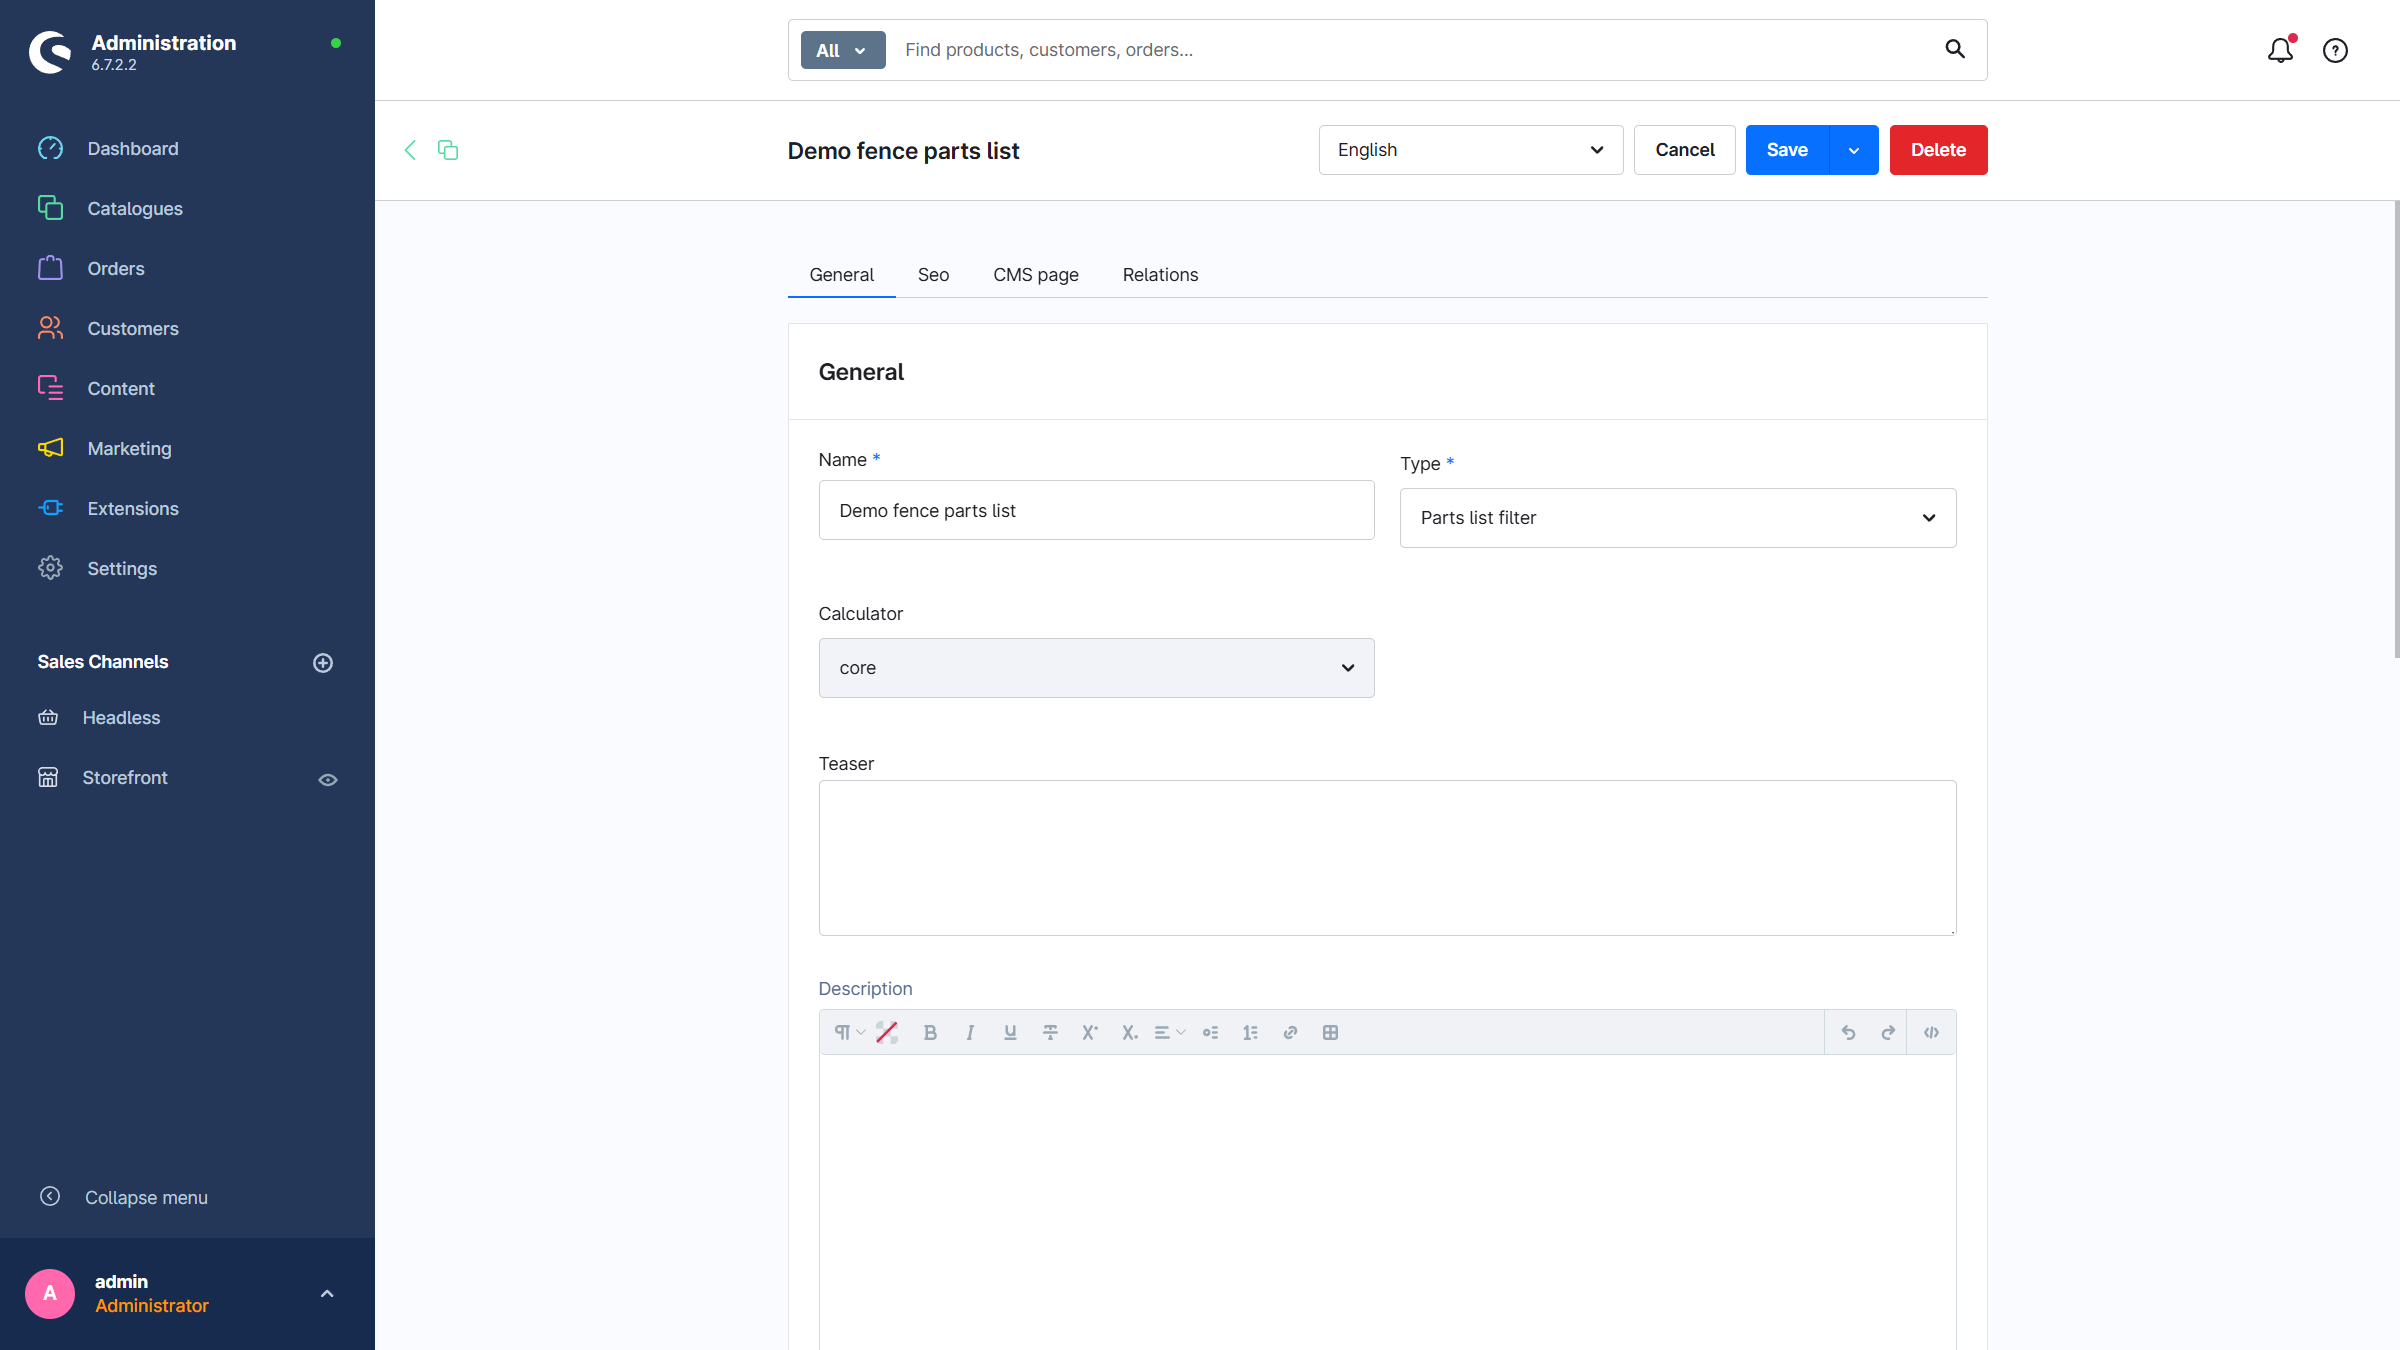 Administration
6.7.2.2
Dashboard
Catalogues
Orders
Customers
Content
Marketing
Extensions
Settings
Sales Channels
Headless
Storefront
Collapse menu
A
admin
Administrator
All
Find products, customers, orders...
Demo fence parts list
English
Cancel
Save
Delete
General
Seo
CMS page
Relations
General
Name *
Demo fence parts list
Type *
Parts list filter
Calculator
core
Teaser
Description